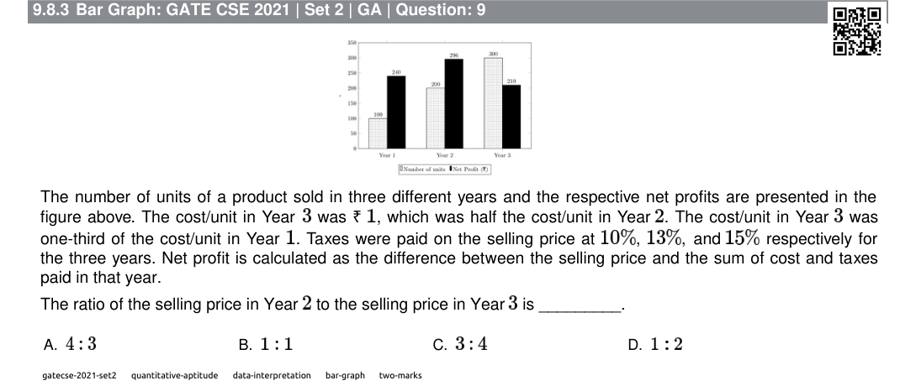 9.8.3 Bar Graph: GATE CSE 2021 | Set 2 | GA | Question: 9
350
300
250
200
150
100
50
0
100
240
200
296
300
210
Year 1 Year 2 Year 3
Number of units Net Profit (₹)
The number of units of a product sold in three different years and the respective net profits are presented in the
figure above. The cost/unit in Year 3 was ₹ 1, which was half the cost/unit in Year 2. The cost/unit in Year 3 was
one-third of the cost/unit in Year 1. Taxes were paid on the selling price at 10%, 13%, and 15% respectively for
the three years. Net profit is calculated as the difference between the selling price and the sum of cost and taxes
paid in that year.
The ratio of the selling price in Year 2 to the selling price in Year 3 is __________.
A. 4 : 3 B. 1 : 1 C. 3 : 4 D. 1 : 2
gatecse-2021-set2 quantitative-aptitude data-interpretation bar-graph two-marks